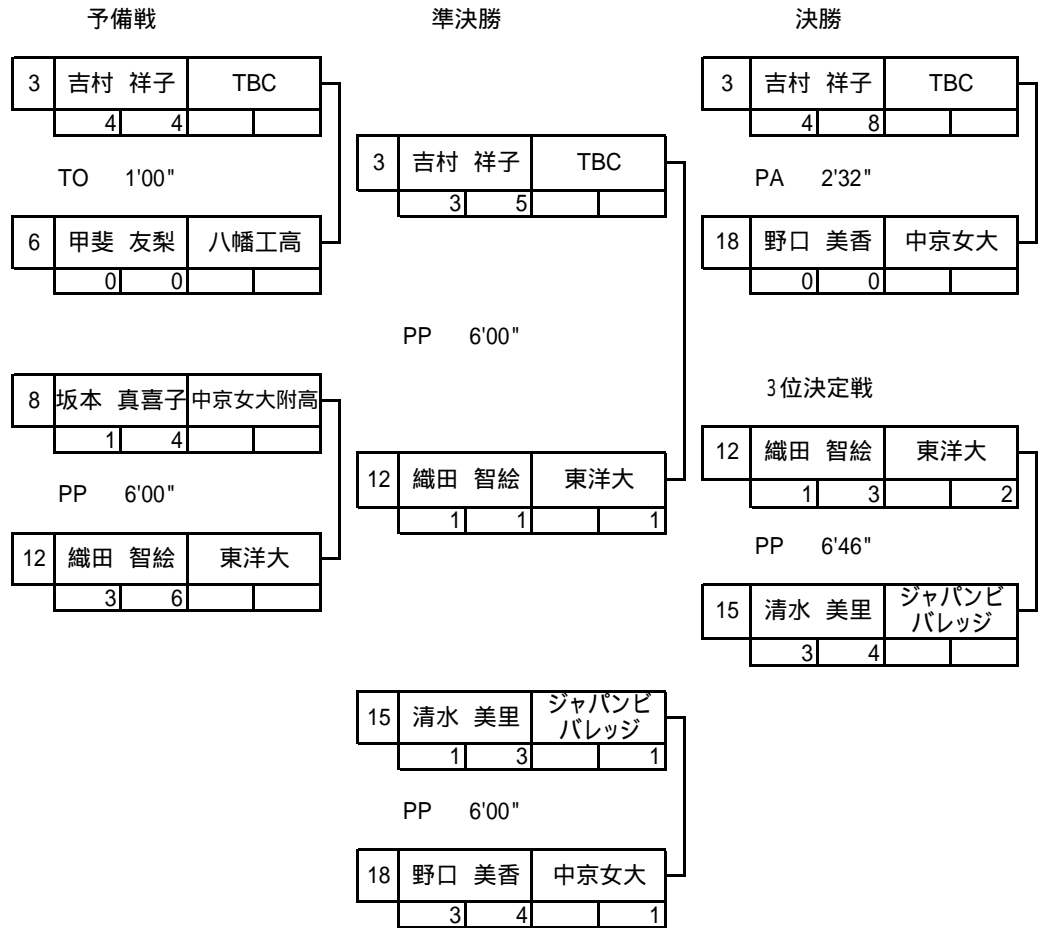 予備戦 準決勝 決勝
3 吉村 祥子 TBC
4 4
TO 1'00"
6 甲斐 友梨 八幡工高
0 0
8 坂本 真喜子 中京女大附高
1 4
PP 6'00"
12 織田 智絵 東洋大
3 6
3 吉村 祥子 TBC
3 5
PP 6'00"
12 織田 智絵 東洋大
1 1 1
15 清水 美里 ジャパンビ
バレッジ
1 3 1
PP 6'00"
18 野口 美香 中京女大
3 4 1
3 吉村 祥子 TBC
4 8
PA 2'32"
18 野口 美香 中京女大
0 0
3位決定戦
12 織田 智絵 東洋大
1 3 2
PP 6'46"
15 清水 美里 ジャパンビ
バレッジ
3 4